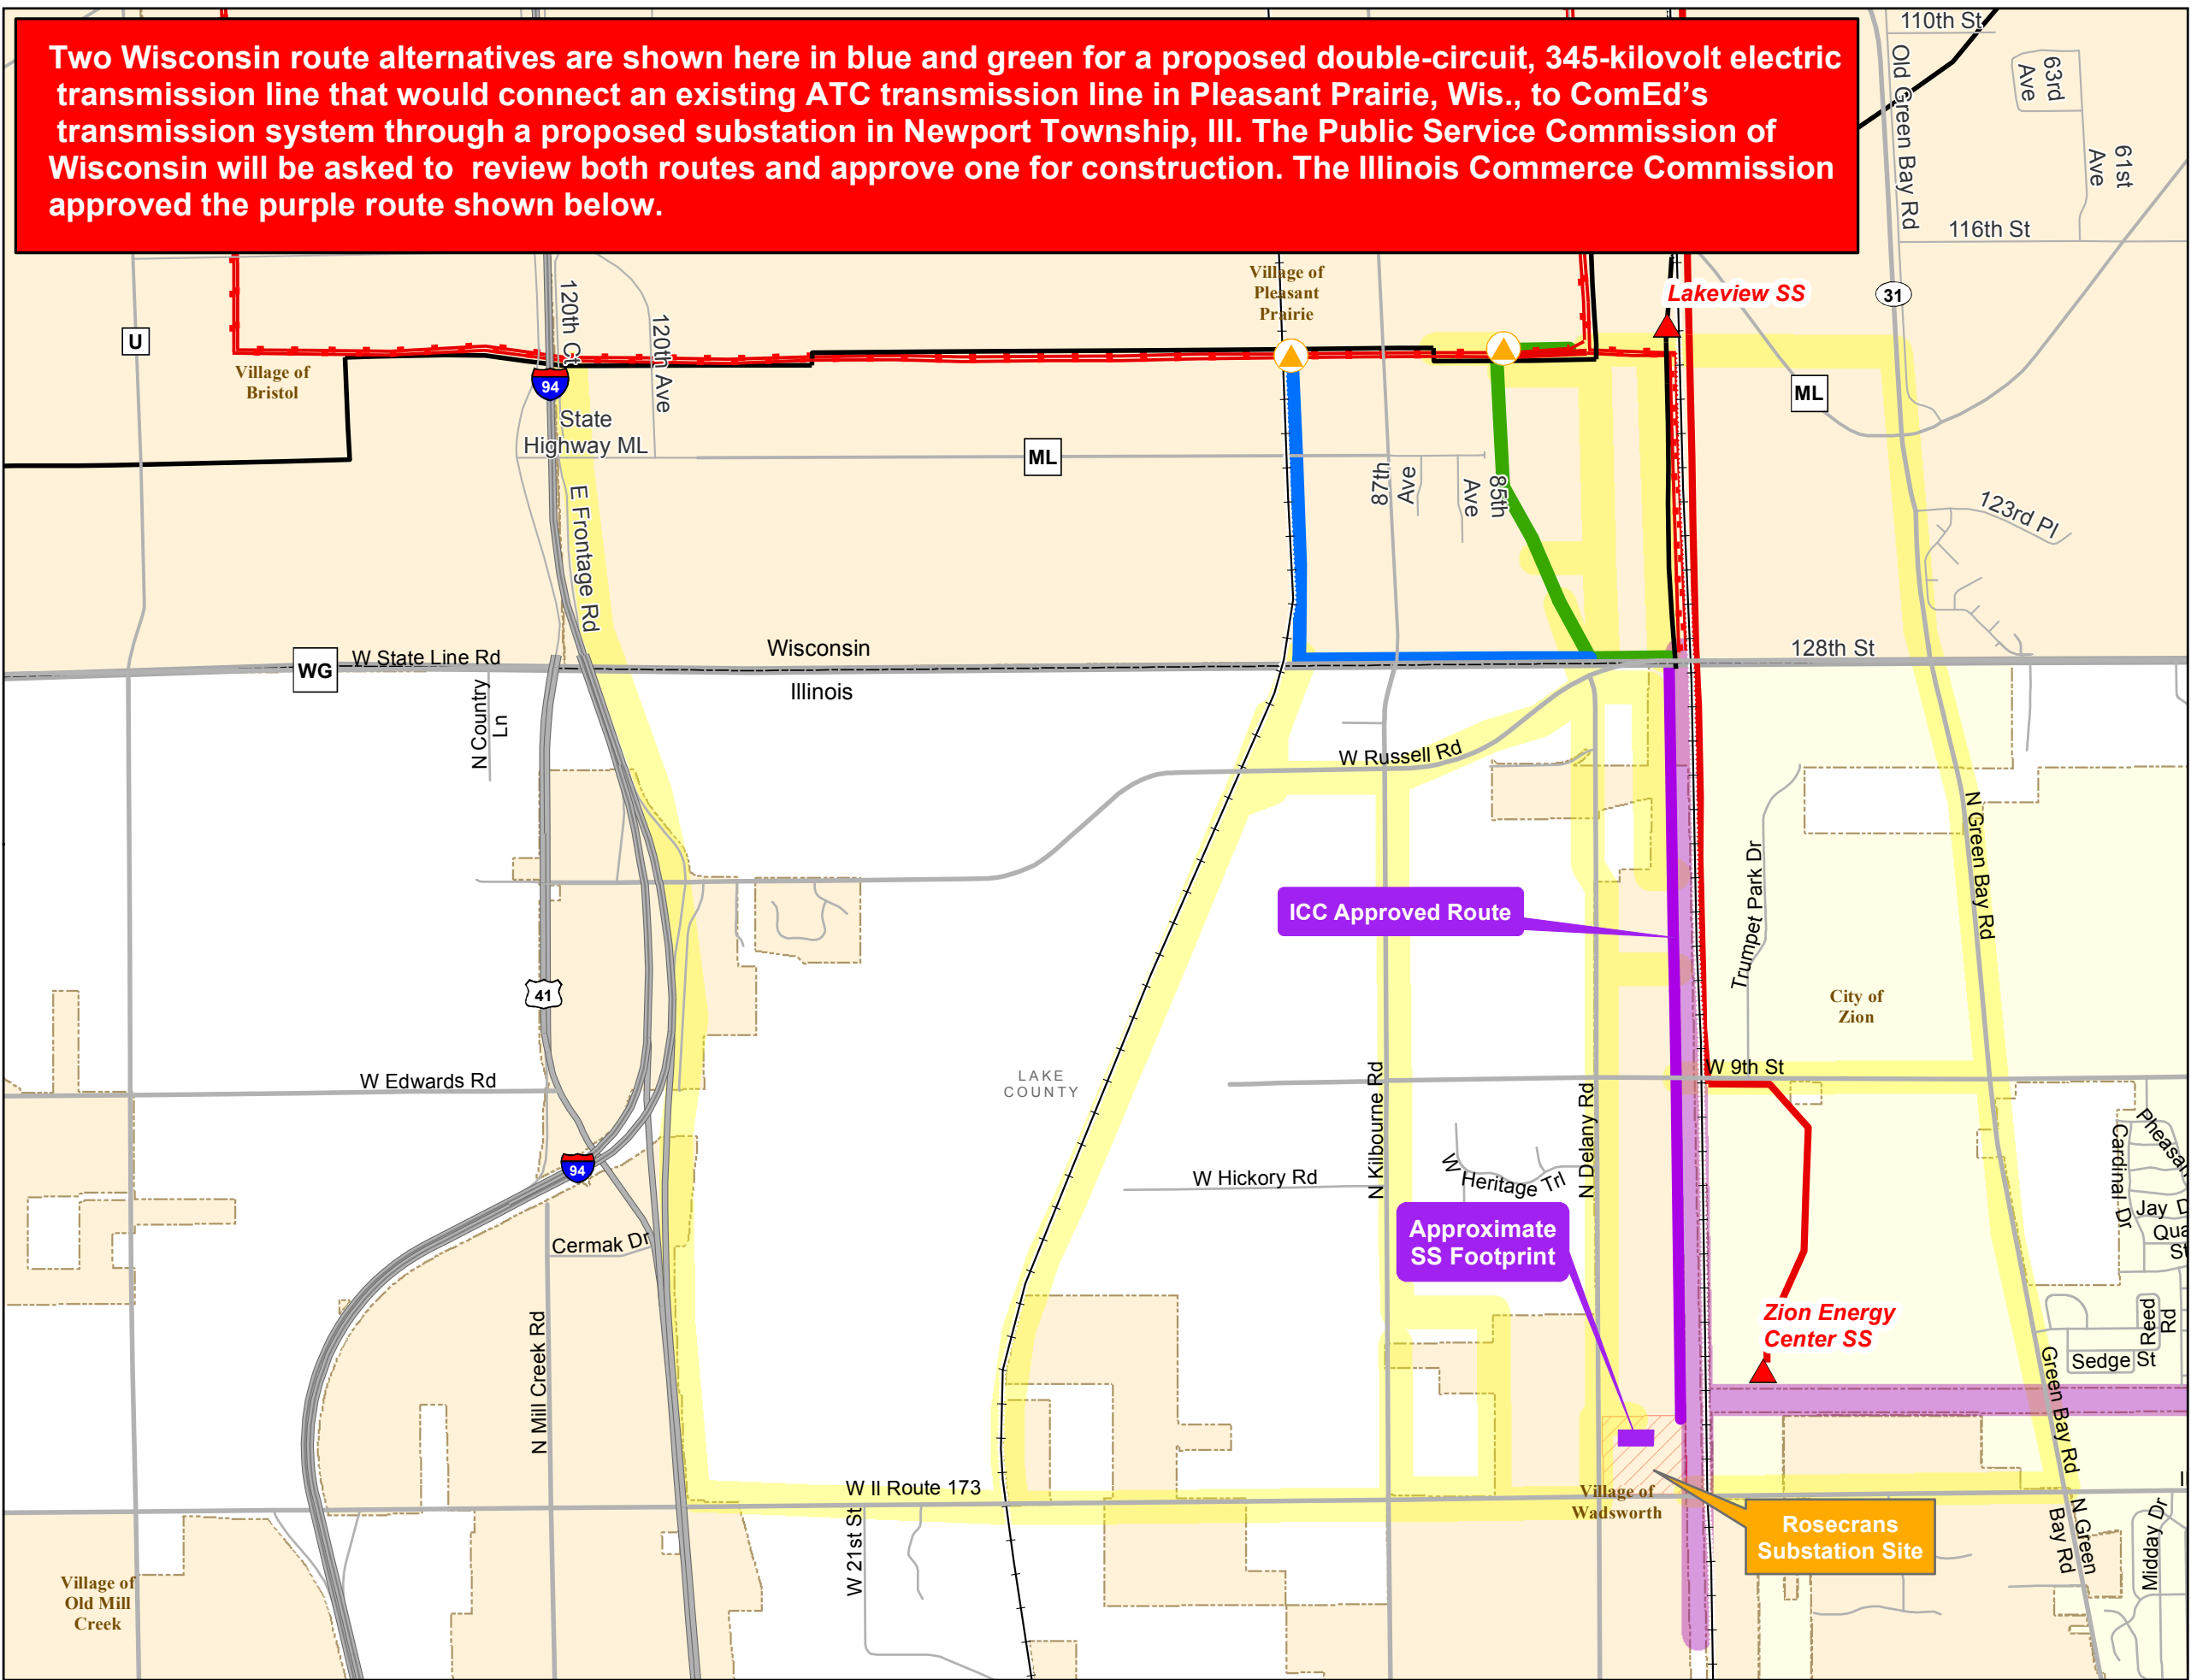 Two Wisconsin route alternatives are shown here in blue and green for a proposed double-circuit, 345-kilovolt electric
transmission line that would connect an existing ATC transmission line in Pleasant Prairie, Wis., to ComEd's
transmission system through a proposed substation in Newport Township, Ill. The Public Service Commission of
Wisconsin will be asked to review both routes and approve one for construction. The Illinois Commerce Commission
approved the purple route shown below.
110th St
Old Green Bay Rd
63rd
Ave
61st
Ave
116th St
31
Village of
Pleasant
Prairie
Lakeview SS
U
120th Ct
120th Ave
Village of
Bristol
94
State
Highway ML
ML
ML
87th
Ave
85th
Ave
E Frontage Rd
123rd Pl
WG
W State Line Rd
Wisconsin
Illinois
128th St
N Country
Ln
W Russell Rd
N Green Bay Rd
Trumpet Park Dr
ICC Approved Route
41
City of
Zion
W Edwards Rd
LAKE
COUNTY
W 9th St
N Kilbourne Rd
N Delany Rd
94
W Hickory Rd
W Heritage Trl
Cardinal Dr
Jay
St
Approximate
SS Footprint
Cermak Dr
N Mill Creek Rd
Zion Energy
Center SS
Reed
Rd
Sedge St
Green Bay Rd
W Il Route 173
W 21st St
Village of
Wadsworth
Rosecrans
Substation Site
N Green
Bay Rd
Midday Dr
Village of
Old Mill
Creek